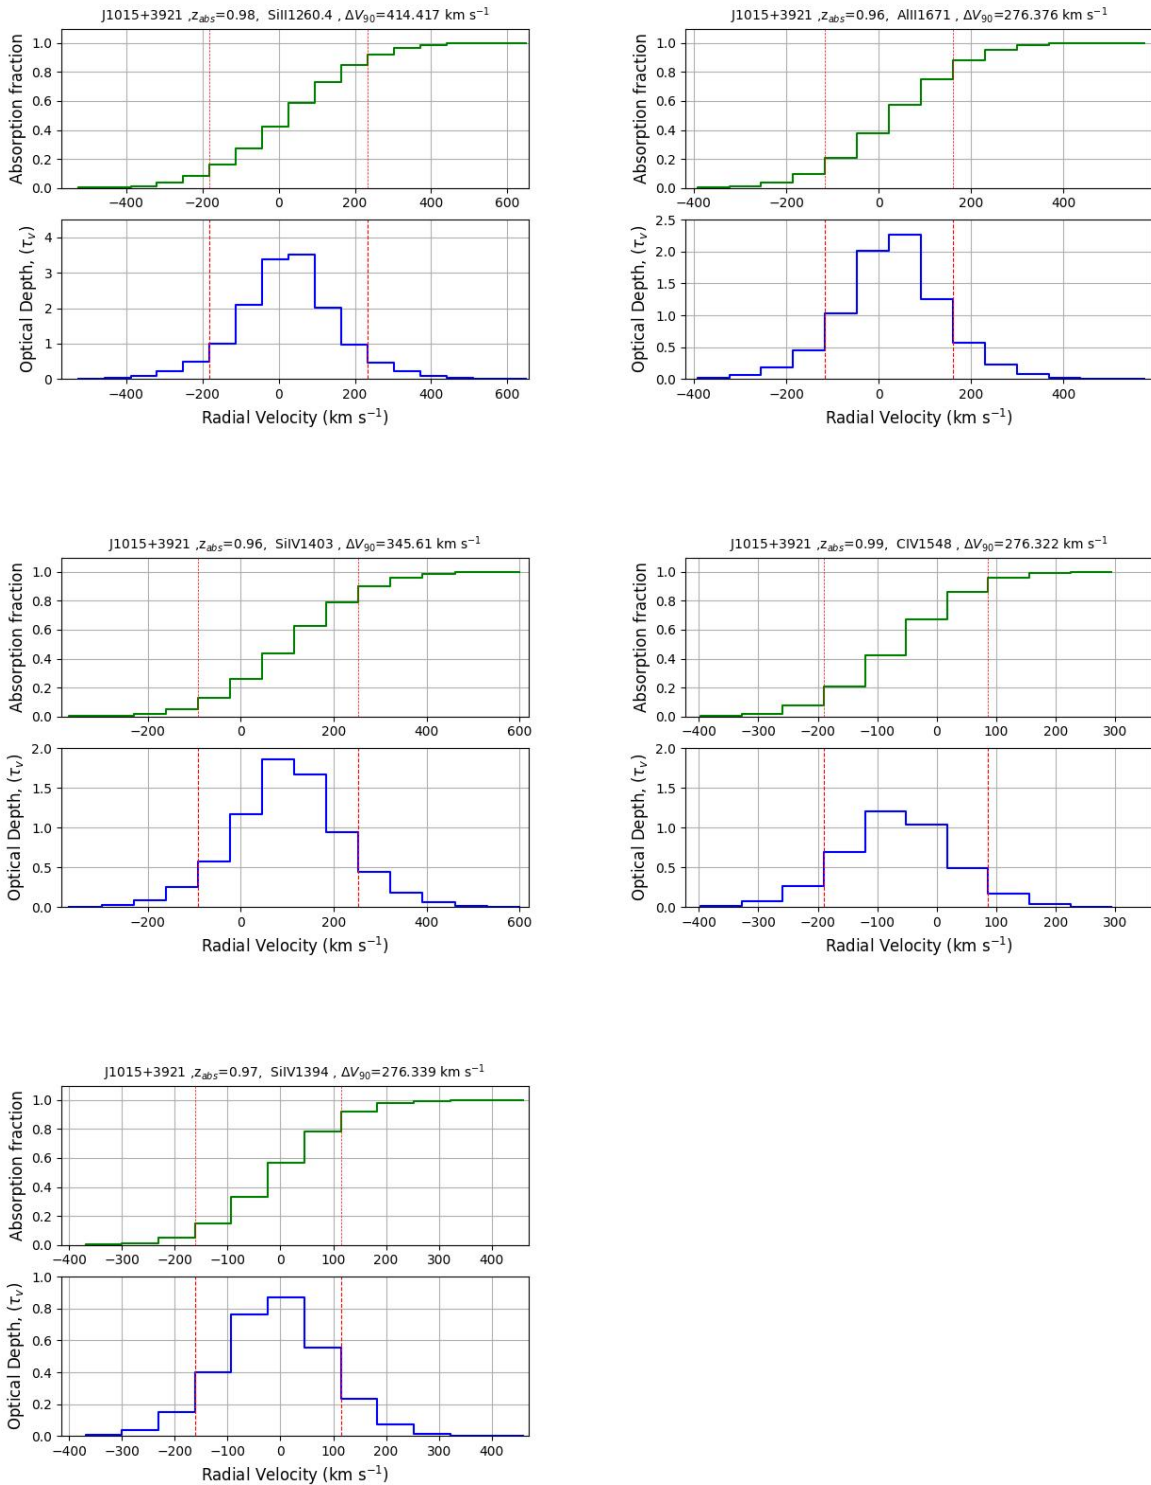 J1015+3921 ,z_abs=0.98, SiII1260.4 , ΔV_90=414.417 km s⁻¹
Absorption fraction
1.0
0.8
0.6
0.4
0.2
0.0
−400 −200 0 200 400 600
Optical Depth, (τ_v)
4
3
2
1
0
−400 −200 0 200 400 600
Radial Velocity (km s⁻¹)
J1015+3921 ,z_abs=0.96, AlII1671 , ΔV_90=276.376 km s⁻¹
Absorption fraction
1.0
0.8
0.6
0.4
0.2
0.0
−400 −200 0 200 400
Optical Depth, (τ_v)
2.5
2.0
1.5
1.0
0.5
0.0
−400 −200 0 200 400
Radial Velocity (km s⁻¹)
J1015+3921 ,z_abs=0.96, SiIV1403 , ΔV_90=345.61 km s⁻¹
Absorption fraction
1.0
0.8
0.6
0.4
0.2
0.0
−200 0 200 400 600
Optical Depth, (τ_v)
2.0
1.5
1.0
0.5
0.0
−200 0 200 400 600
Radial Velocity (km s⁻¹)
J1015+3921 ,z_abs=0.99, CIV1548 , ΔV_90=276.322 km s⁻¹
Absorption fraction
1.0
0.8
0.6
0.4
0.2
0.0
−400 −300 −200 −100 0 100 200 300
Optical Depth, (τ_v)
2.0
1.5
1.0
0.5
0.0
−400 −300 −200 −100 0 100 200 300
Radial Velocity (km s⁻¹)
J1015+3921 ,z_abs=0.97, SiIV1394 , ΔV_90=276.339 km s⁻¹
Absorption fraction
1.0
0.8
0.6
0.4
0.2
0.0
−400 −300 −200 −100 0 100 200 300 400
Optical Depth, (τ_v)
1.0
0.8
0.6
0.4
0.2
0.0
−400 −300 −200 −100 0 100 200 300 400
Radial Velocity (km s⁻¹)